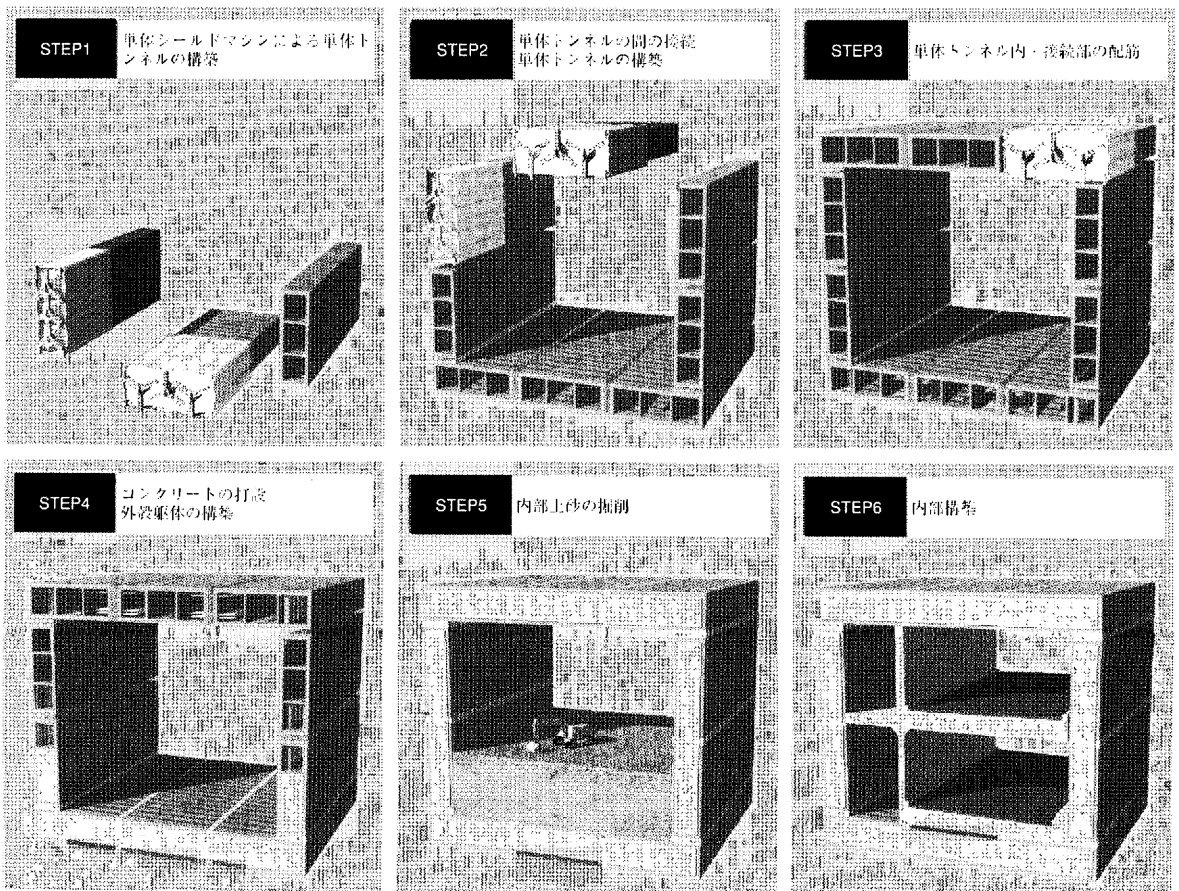 STEP1
単体シールドマシンによる単体ト
ンネルの構築
STEP2
単体トンネルの間の接続
単体トンネルの構築
STEP3
単体トンネル内・接続部の配筋
STEP4
コンクリートの打設
外殻躯体の構築
STEP5
内部土砂の掘削
STEP6
内部構築